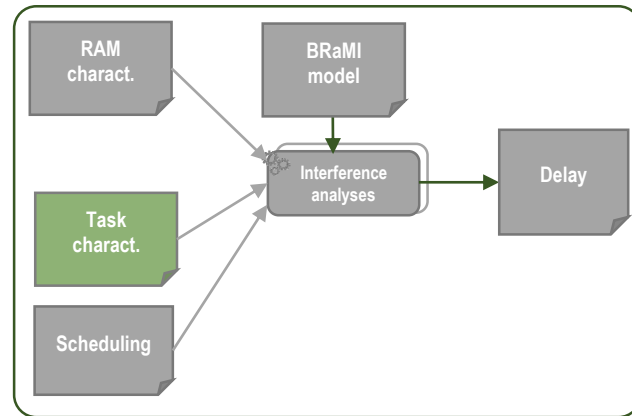 RAM
charact.
BRaMI
model
Interference
analyses
Delay
Task
charact.
Scheduling